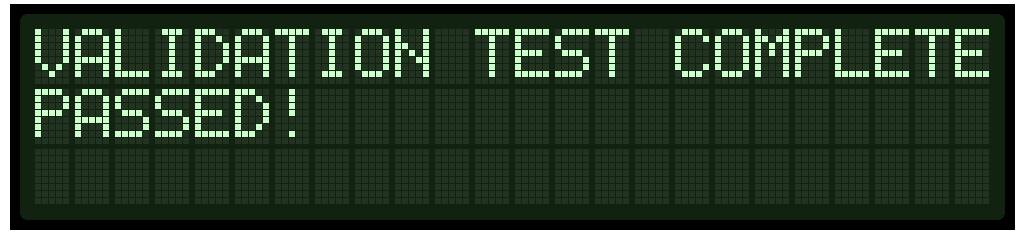 VALIDATION TEST COMPLETE
PASSED!